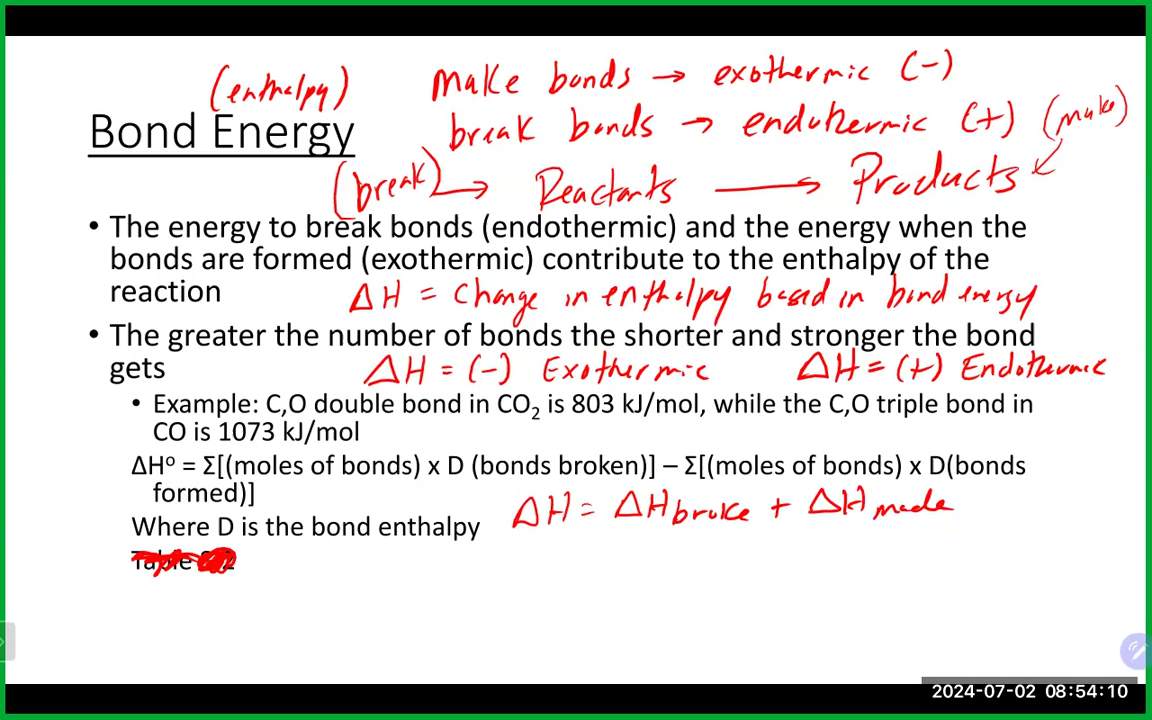 (enthalpy)
make bonds → exothermic (-)
Bond Energy
break bonds → endothermic (+) (make)
(break) → Reactants → Products
• The energy to break bonds (endothermic) and the energy when the
bonds are formed (exothermic) contribute to the enthalpy of the
reaction
ΔH = change in enthalpy based in bond energy
• The greater the number of bonds the shorter and stronger the bond
gets
ΔH = (-) Exothermic ΔH = (+) Endothermic
• Example: C,O double bond in CO₂ is 803 kJ/mol, while the C,O triple bond in
CO is 1073 kJ/mol
ΔHº = Σ[(moles of bonds) x D (bonds broken)] – Σ[(moles of bonds) x D(bonds
formed)]
ΔH = ΔH broke + ΔH made
Where D is the bond enthalpy
2024-07-02 08:54:10